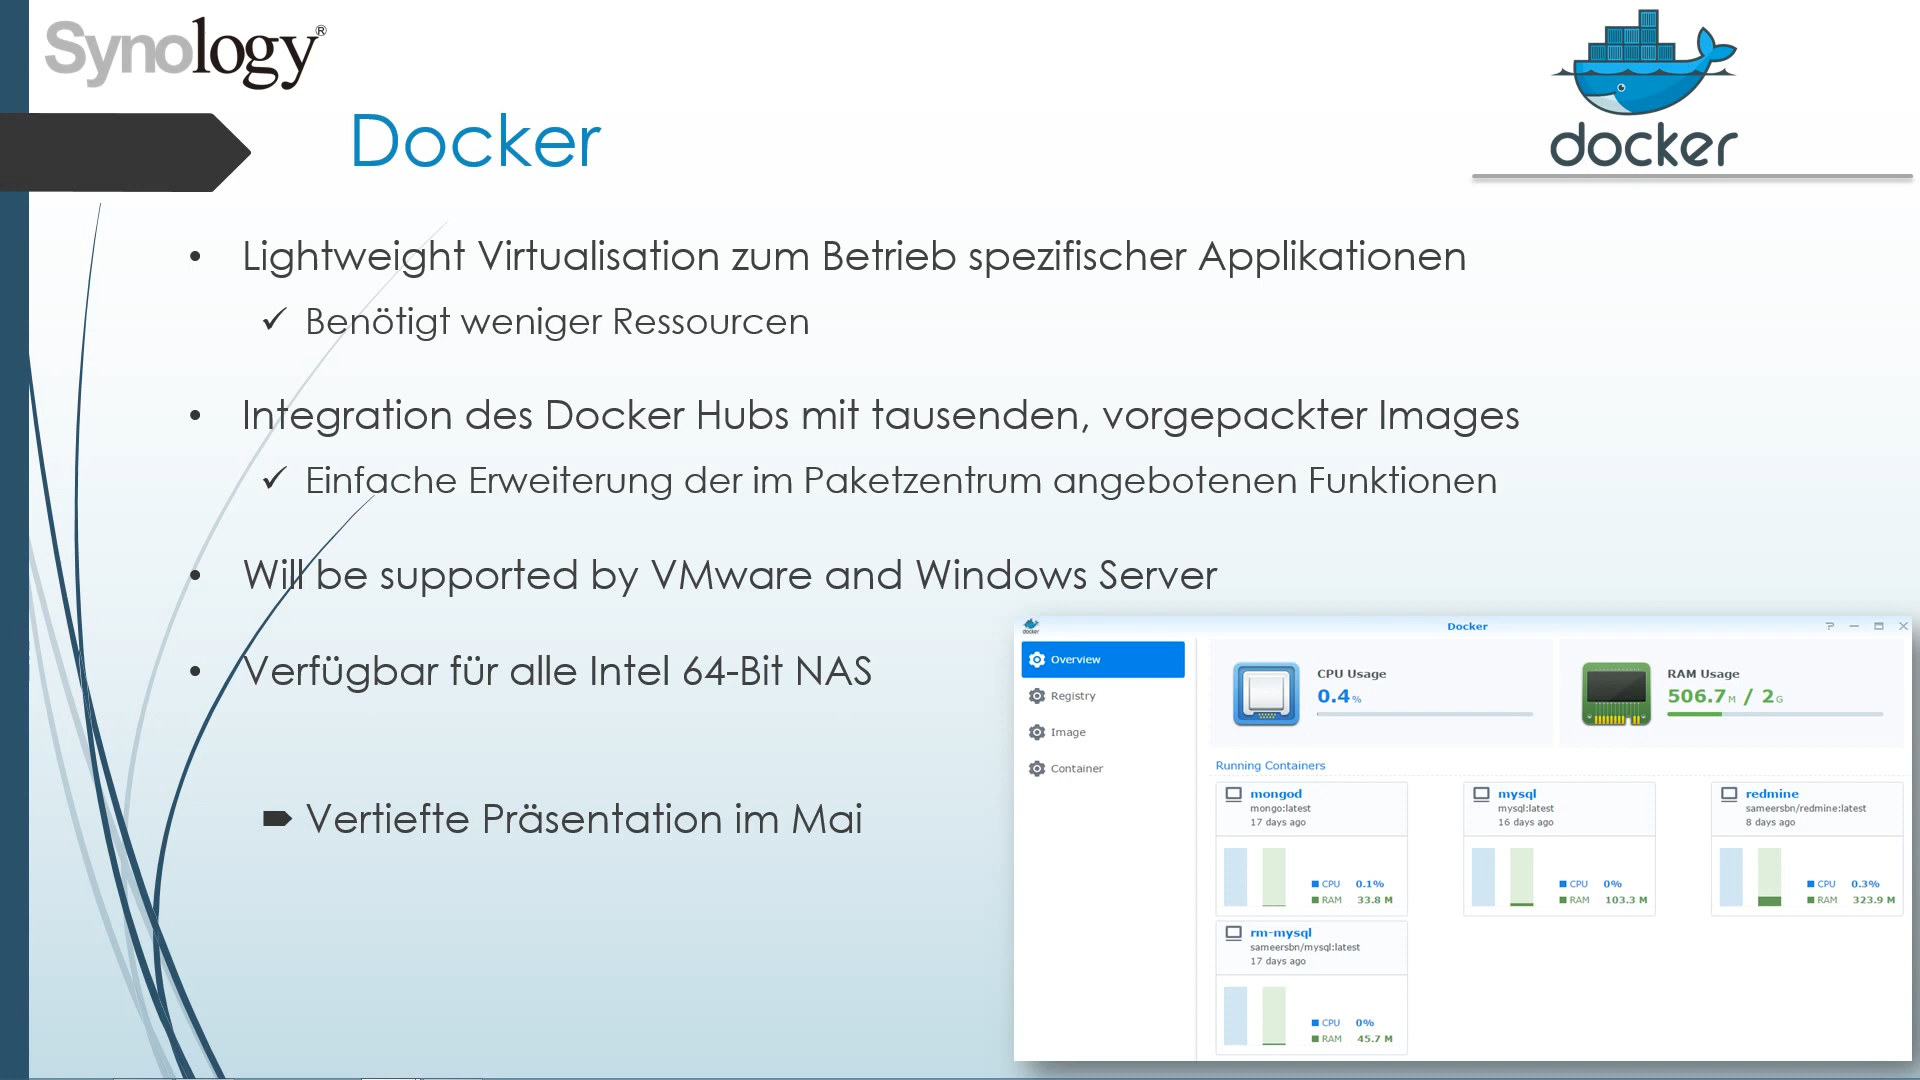 Synology®
docker
Docker
• Lightweight Virtualisation zum Betrieb spezifischer Applikationen
✓ Benötigt weniger Ressourcen
• Integration des Docker Hubs mit tausenden, vorgepackter Images
✓ Einfache Erweiterung der im Paketzentrum angebotenen Funktionen
• Will be supported by VMware and Windows Server
• Verfügbar für alle Intel 64-Bit NAS
Vertiefte Präsentation im Mai
docker
Docker
Overview
Registry
Image
Container
CPU Usage
0.4%
RAM Usage
506.7M / 2G
Running Containers
mongod
mongo:latest
17 days ago
CPU 0.1%
RAM 33.8 M
mysql
mysql:latest
16 days ago
CPU 0%
RAM 103.3 M
redmine
sameersbn/redmine:latest
8 days ago
CPU 0.3%
RAM 323.9 M
rm-mysql
sameersbn/mysql:latest
17 days ago
CPU 0%
RAM 45.7 M